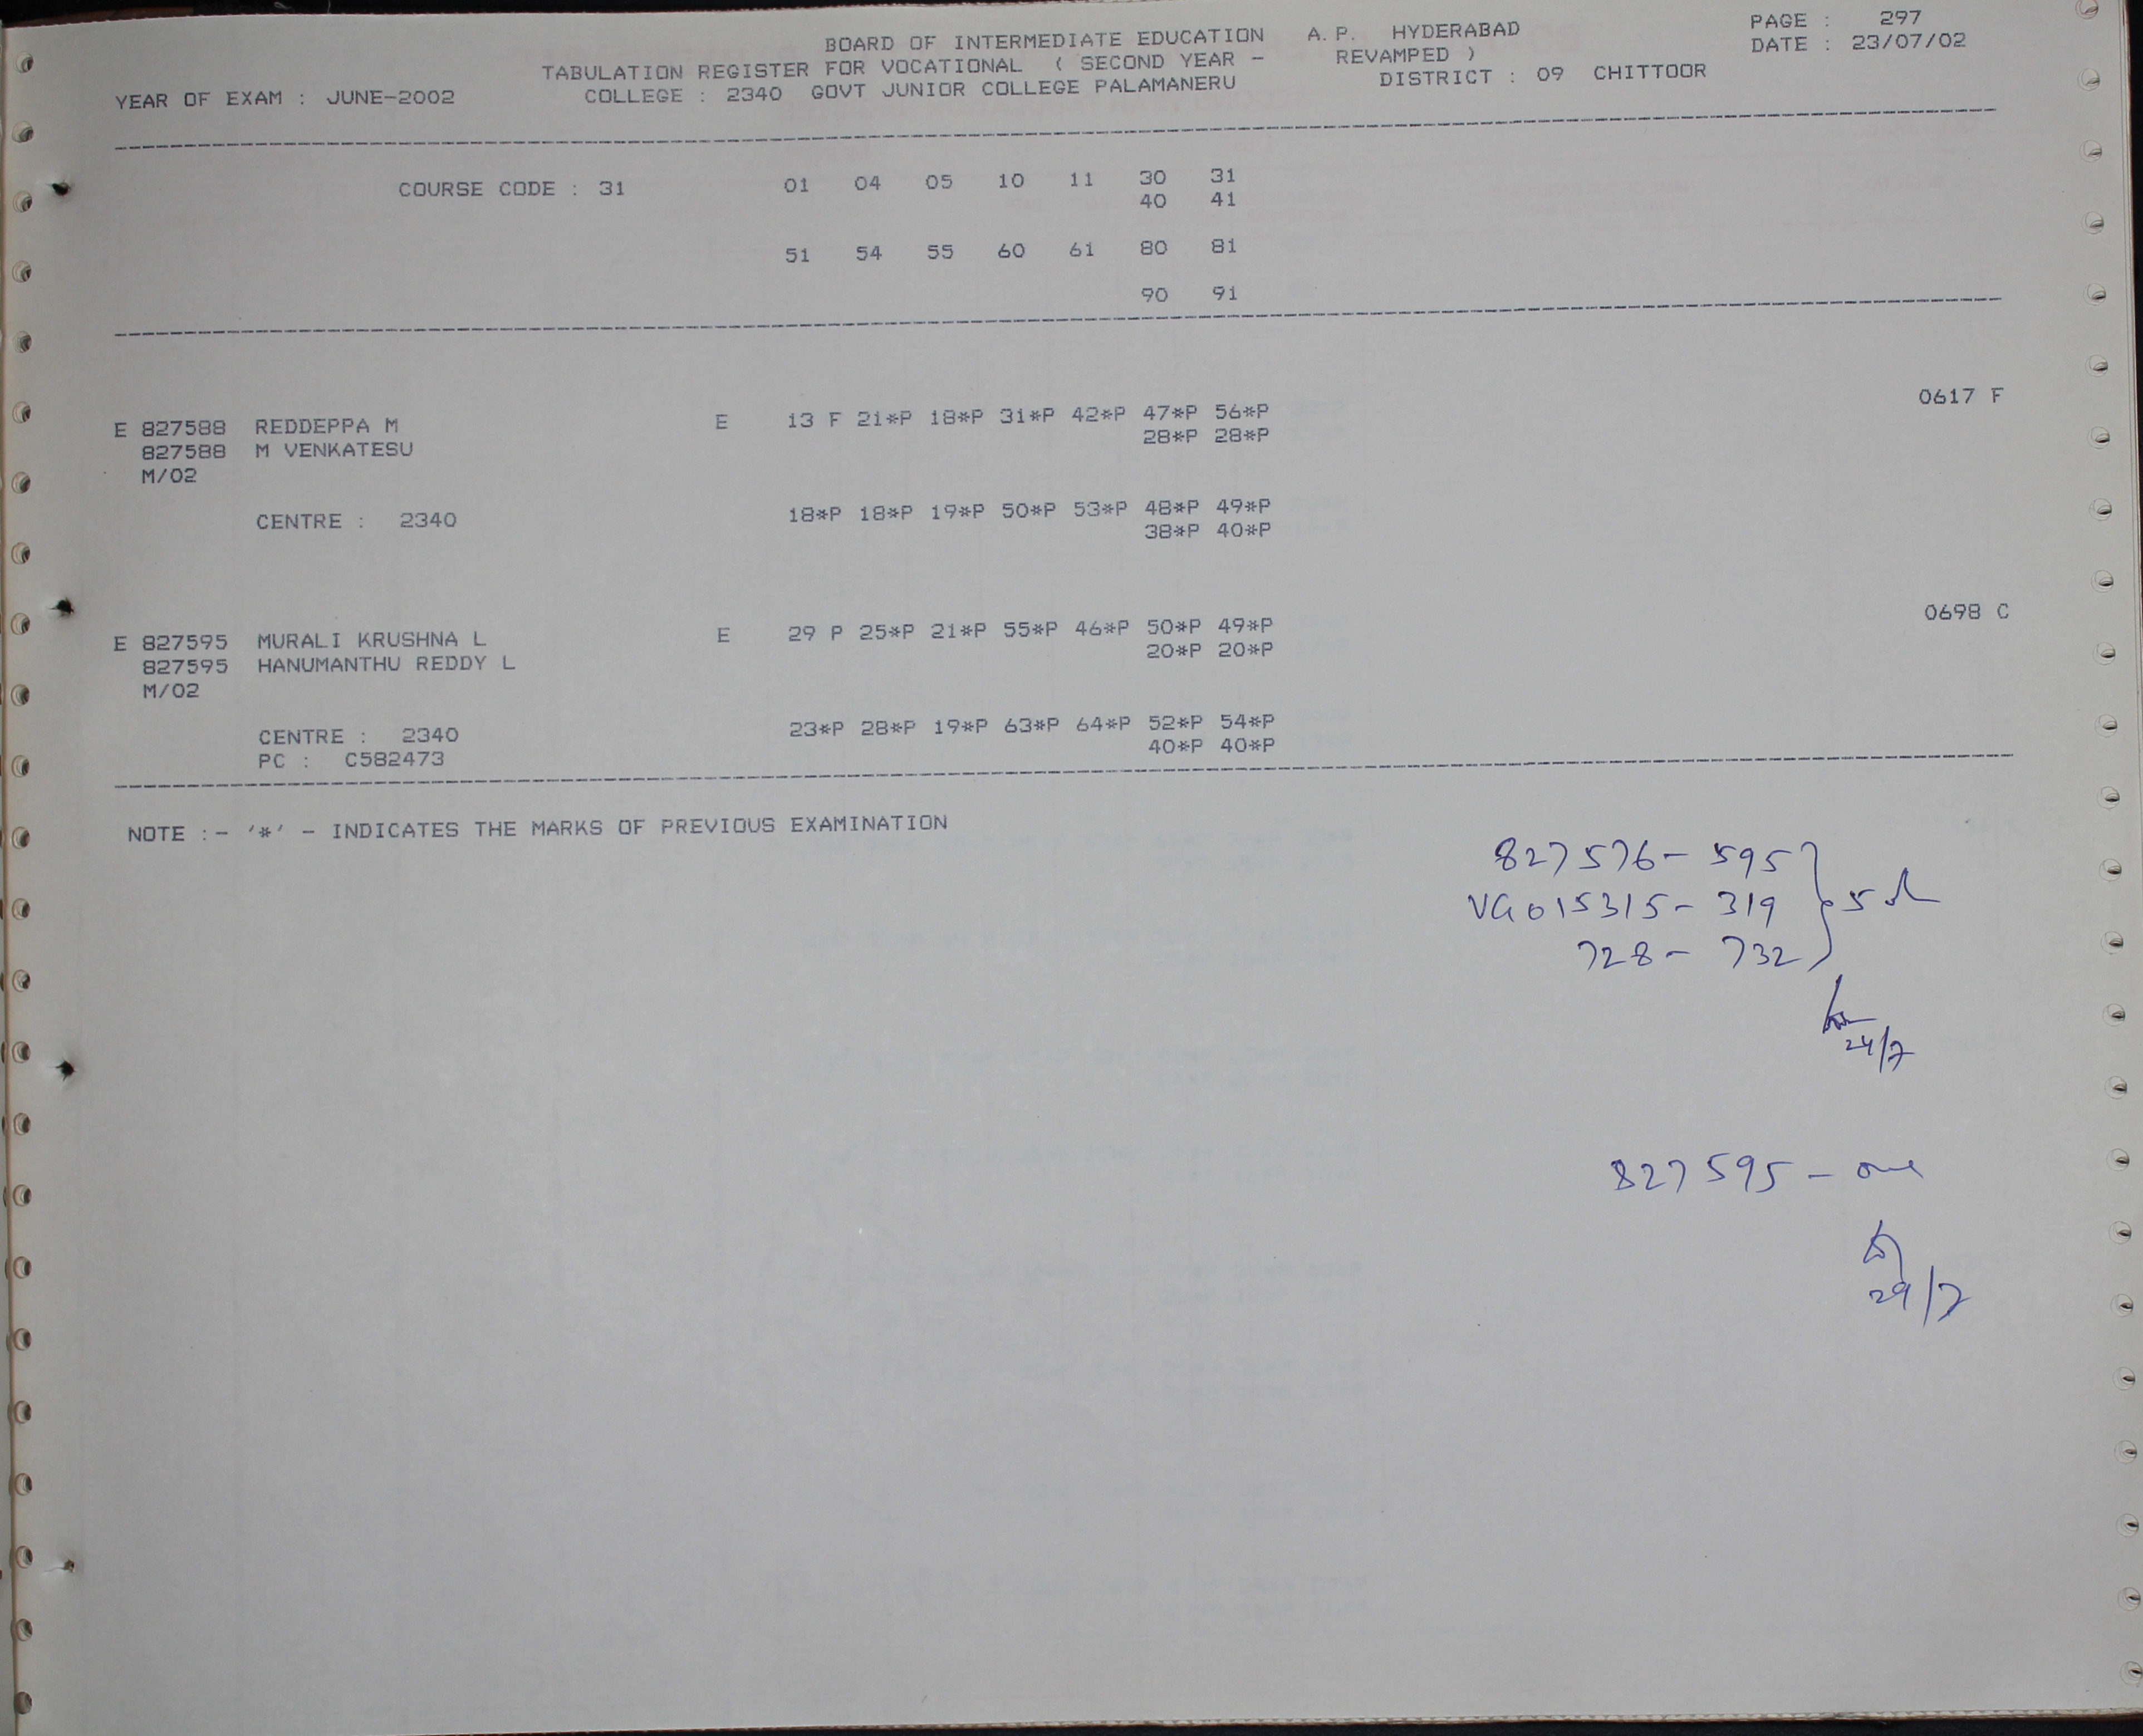 BOARD OF INTERMEDIATE EDUCATION A.P. HYDERABAD PAGE : 297
TABULATION REGISTER FOR VOCATIONAL ( SECOND YEAR - REVAMPED ) DATE : 23/07/02
YEAR OF EXAM : JUNE-2002 COLLEGE : 2340 GOVT JUNIOR COLLEGE PALAMANERU DISTRICT : 09 CHITTOOR
COURSE CODE : 31 01 04 05 10 11 30 31
40 41
51 54 55 60 61 80 81
90 91
E 827588 REDDEPPA M E 13 F 21*P 18*P 31*P 42*P 47*P 56*P 0617 F
827588 M VENKATESU 28*P 28*P
M/02
CENTRE : 2340 18*P 18*P 19*P 50*P 53*P 48*P 49*P
38*P 40*P
E 827595 MURALI KRUSHNA L E 29 P 25*P 21*P 55*P 46*P 50*P 49*P 0698 C
827595 HANUMANTHU REDDY L 20*P 20*P
M/02
CENTRE : 2340 23*P 28*P 19*P 63*P 64*P 52*P 54*P
PC : C582473 40*P 40*P
NOTE :- '*' - INDICATES THE MARKS OF PREVIOUS EXAMINATION
827576- 595
VG015315- 319
728- 732
24/7
827595 - one
29/7